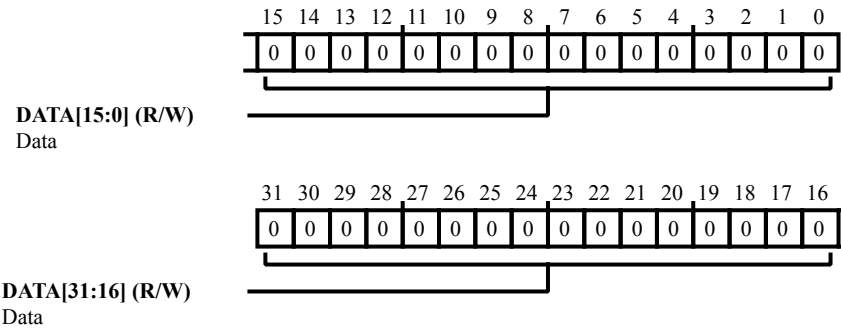 15 14 13 12 11 10 9 8 7 6 5 4 3 2 1 0
0 0 0 0 0 0 0 0 0 0 0 0 0 0 0 0
DATA[15:0] (R/W)
Data
31 30 29 28 27 26 25 24 23 22 21 20 19 18 17 16
0 0 0 0 0 0 0 0 0 0 0 0 0 0 0 0
DATA[31:16] (R/W)
Data